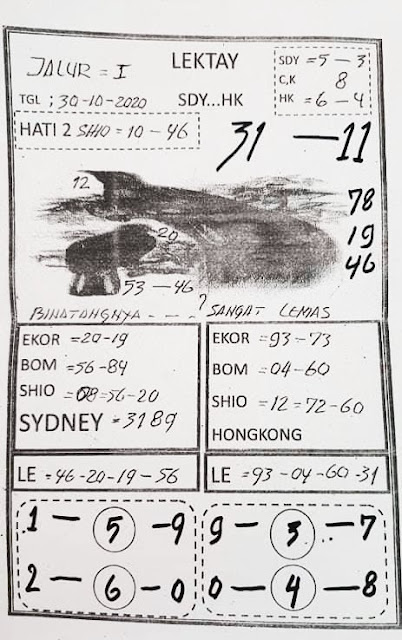 JALUR = I
LEKTAY
SDY = 5 - 3
C,K 8
HK = 6 - 4
TGL ; 30-10-2020
SDY...HK
HATI 2 SHIO = 10 - 46
31 - 11
12
78
20
19
46
53 - 46
BINATANGNYA - - - ? SANGAT LEMAS
EKOR = 20-19
BOM = 56-84
SHIO = 08 = 56-20
SYDNEY = 3189
EKOR = 93-73
BOM = 04-60
SHIO = 12 = 72-60
HONGKONG
LE = 46-20-19-56
LE = 93-04-60-31
1 - 5 - 9
9 - 3 - 7
2 - 6 - 0
0 - 4 - 8